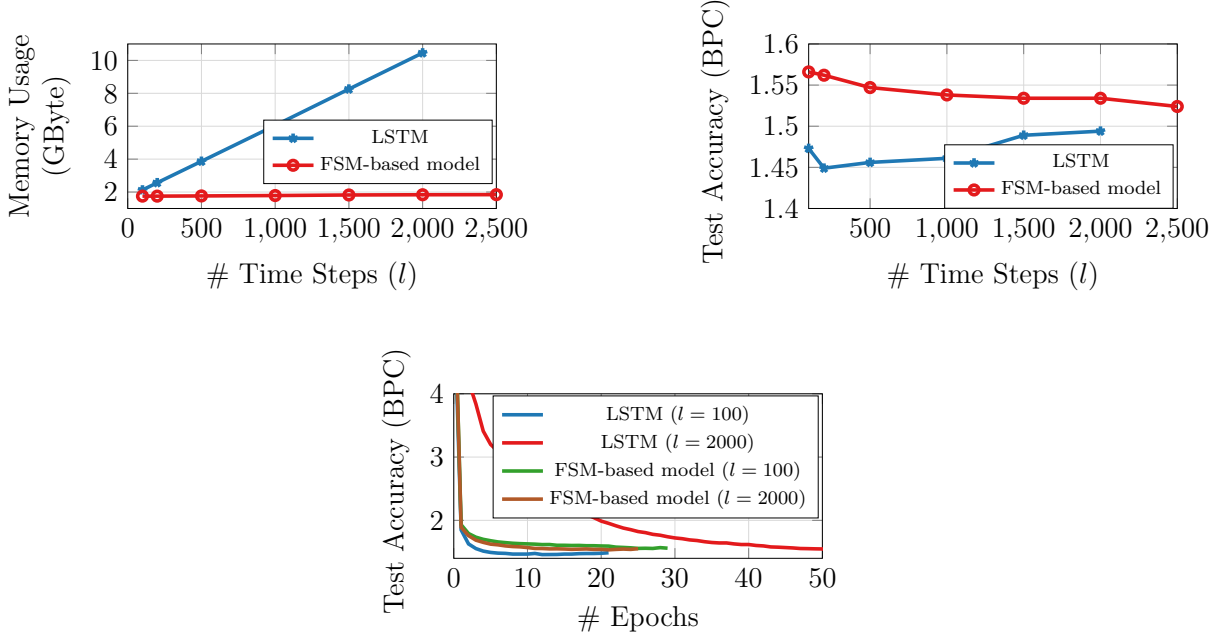 Memory Usage
(GByte)
10
8
6
4
2
LSTM
FSM-based model
0 500 1,000 1,500 2,000 2,500
# Time Steps (l)
Test Accuracy (BPC)
1.6
1.55
1.5
1.45
1.4
LSTM
FSM-based model
500 1,000 1,500 2,000 2,500
# Time Steps (l)
Test Accuracy (BPC)
4
3
2
LSTM (l = 100)
LSTM (l = 2000)
FSM-based model (l = 100)
FSM-based model (l = 2000)
0 10 20 30 40 50
# Epochs